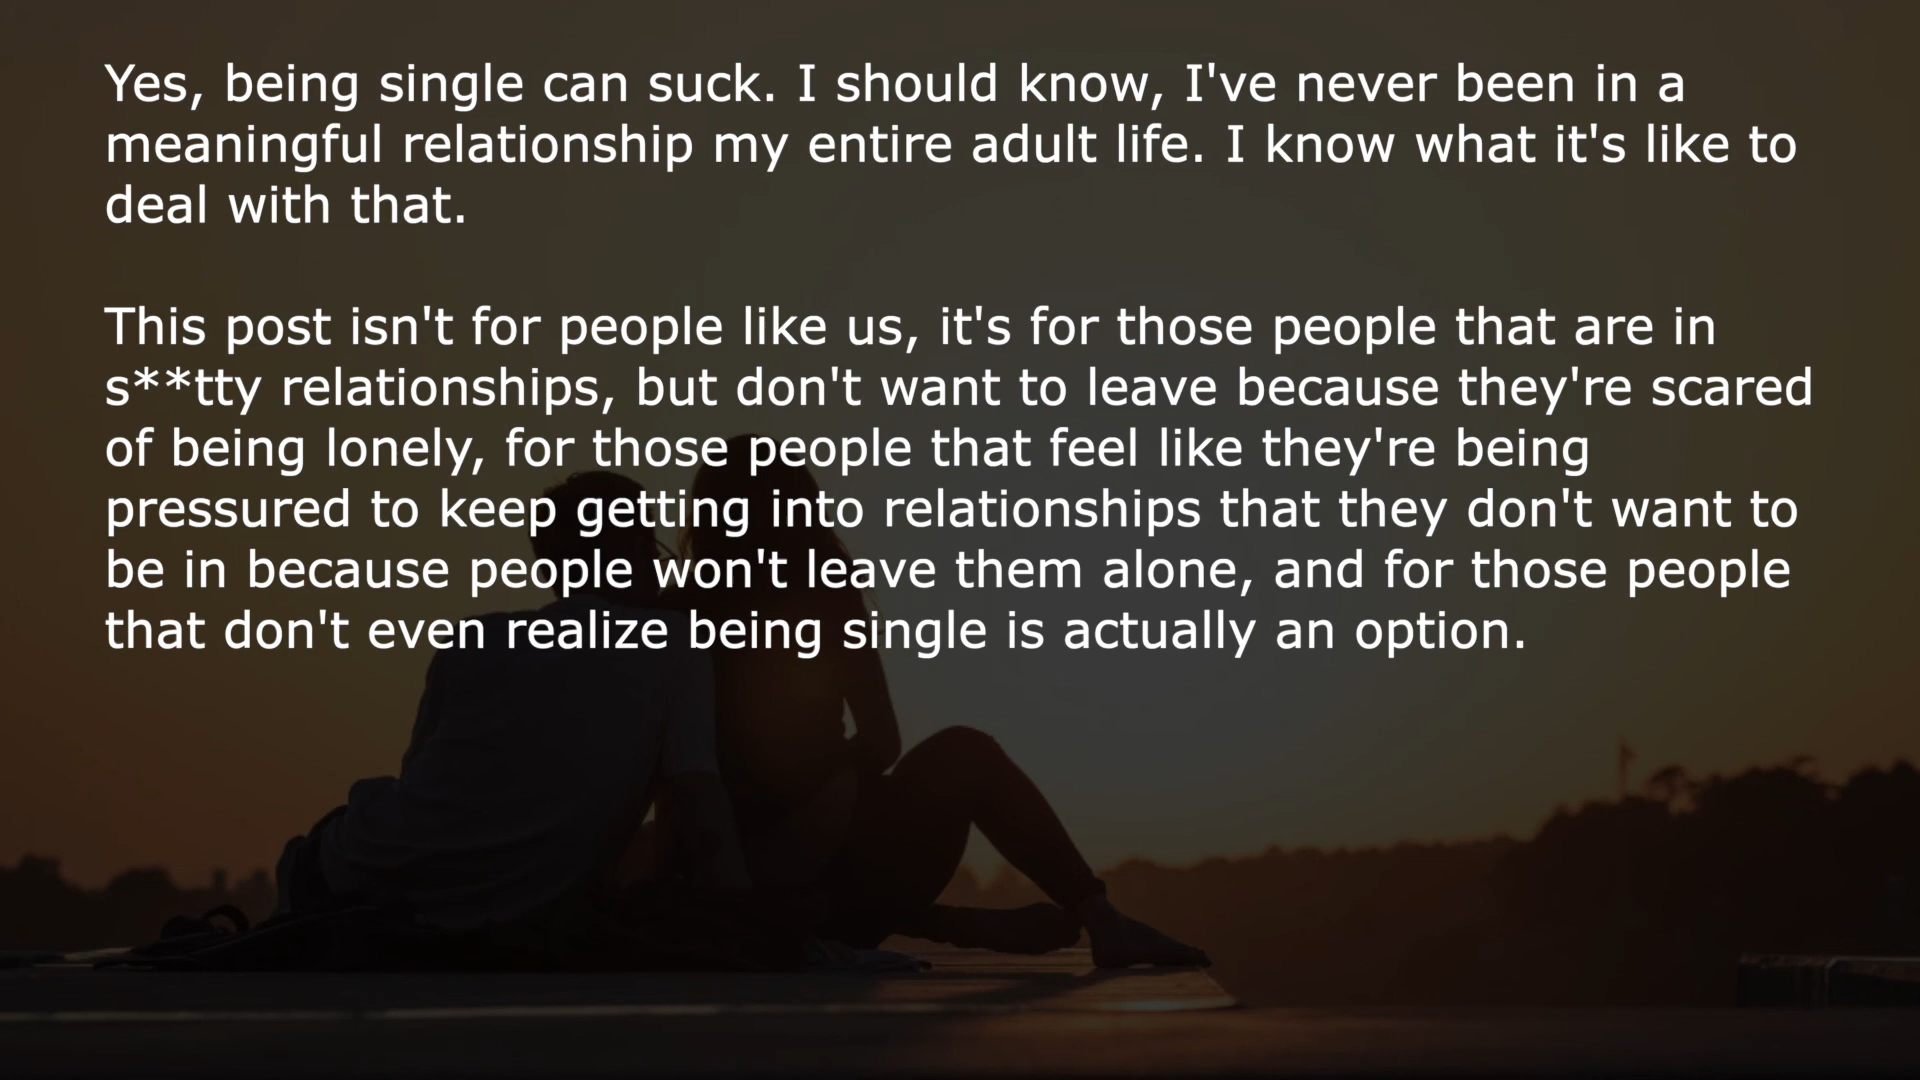 Yes, being single can suck. I should know, I've never been in a
meaningful relationship my entire adult life. I know what it's like to
deal with that.
This post isn't for people like us, it's for those people that are in
s**tty relationships, but don't want to leave because they're scared
of being lonely, for those people that feel like they're being
pressured to keep getting into relationships that they don't want to
be in because people won't leave them alone, and for those people
that don't even realize being single is actually an option.